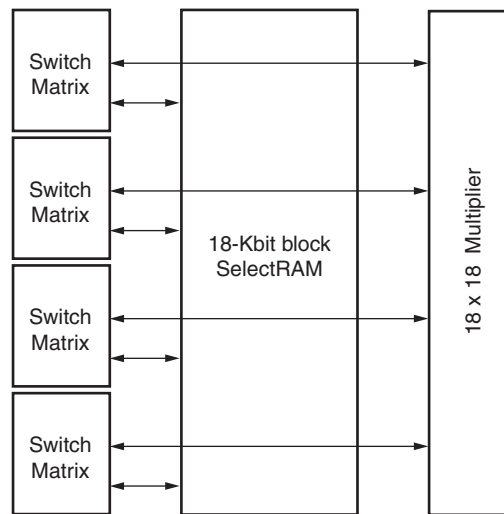 Switch
Matrix
Switch
Matrix
18-Kbit block
SelectRAM
18 x 18 Multiplier
Switch
Matrix
Switch
Matrix